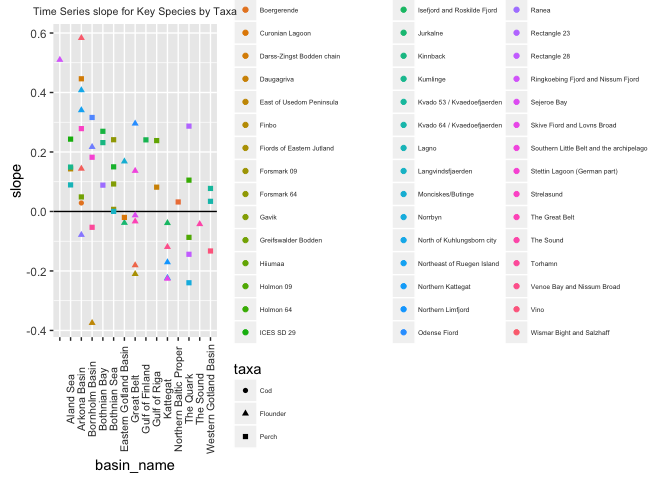 Time Series slope for Key Species by Taxa
slope
0.6
0.4
0.2
0.0
-0.2
-0.4
Aland Sea
Arkona Basin
Bornholm Basin
Bothnian Bay
Bothnian Sea
Eastern Gotland Basin
Great Belt
Gulf of Finland
Gulf of Riga
Kattegat
Northern Baltic Proper
The Quark
The Sound
Western Gotland Basin
basin_name
Boergerende
Curonian Lagoon
Darss-Zingst Bodden chain
Daugagriva
East of Usedom Peninsula
Finbo
Fiords of Eastern Jutland
Forsmark 09
Forsmark 64
Gavik
Greifswalder Bodden
Hiiumaa
Holmon 09
Holmon 64
ICES SD 29
Isefjord and Roskilde Fjord
Jurkalne
Kinnback
Kumlinge
Kvado 53 / Kvaedoefjaerden
Kvado 64 / Kvaedoefjaerden
Lagno
Langvindsfjaerden
Monciskes/Butinge
Norrbyn
North of Kuhlungsborn city
Northeast of Ruegen Island
Northern Kattegat
Northern Limfjord
Odense Fiord
Ranea
Rectangle 23
Rectangle 28
Ringkoebing Fjord and Nissum Fjord
Sejeroe Bay
Skive Fiord and Lovns Broad
Southern Little Belt and the archipelago
Stettin Lagoon (German part)
Strelasund
The Great Belt
The Sound
Torhamn
Venoe Bay and Nissum Broad
Vino
Wismar Bight and Salzhaff
taxa
Cod
Flounder
Perch